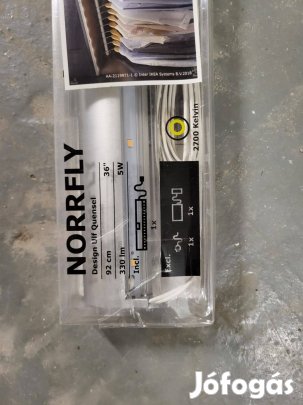 AA-2119871-1 © Inter IKEA Systems B.V.2018
2700 Kelvin
NORRFLY
Design Ulf Quensel
92 cm 36"
330 lm 5W
Incl. 1x
Excl. 1x 1x
Jófogás